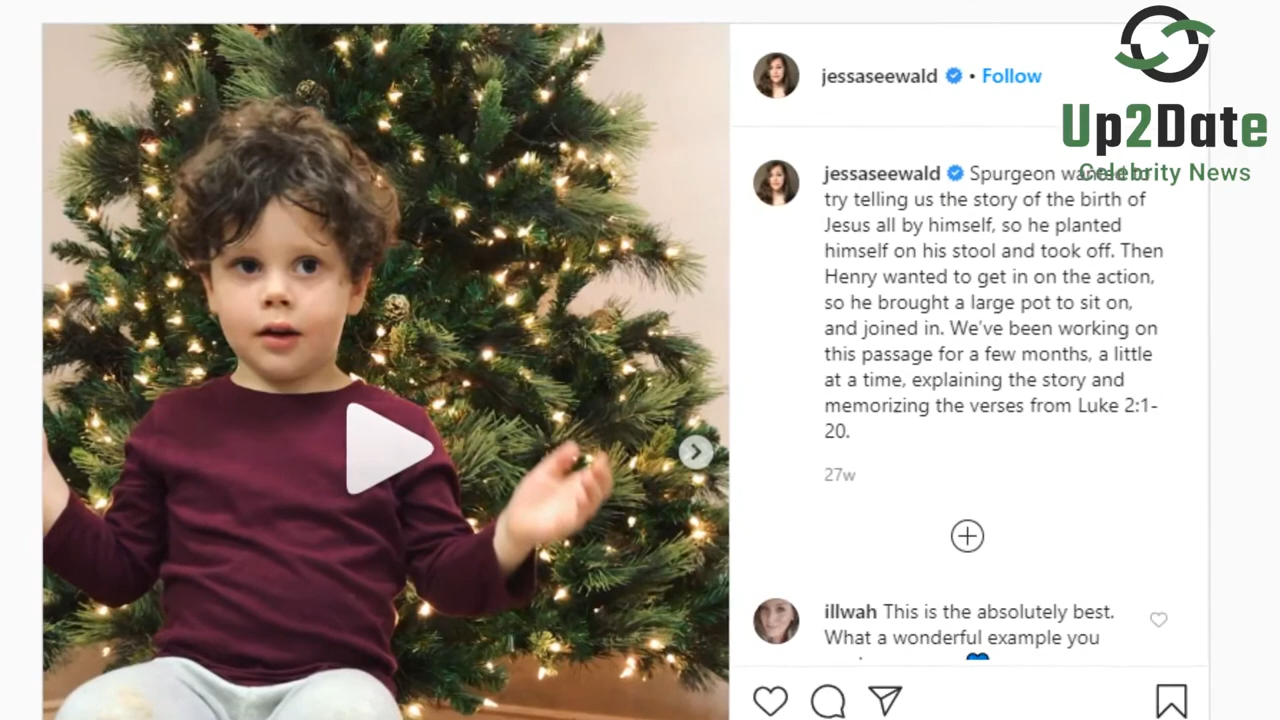 jessaseewald • Follow
Up2Date
Celebrity News
jessaseewald Spurgeon wanted to
try telling us the story of the birth of
Jesus all by himself, so he planted
himself on his stool and took off. Then
Henry wanted to get in on the action,
so he brought a large pot to sit on,
and joined in. We've been working on
this passage for a few months, a little
at a time, explaining the story and
memorizing the verses from Luke 2:1-
20.
27w
illwah This is the absolutely best.
What a wonderful example you